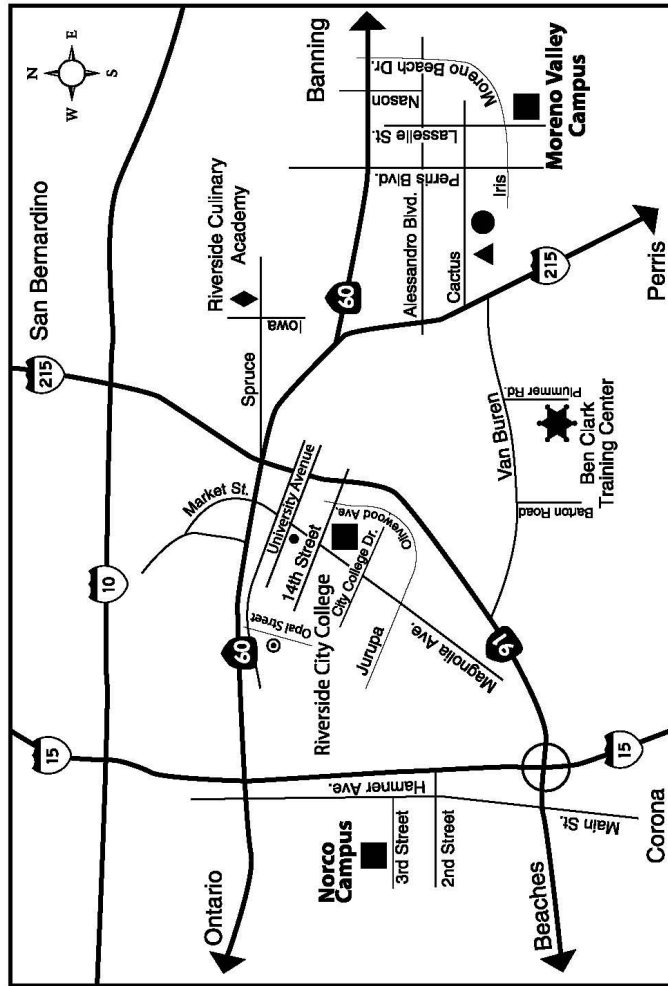 N
E
S
W
San Bernardino
215
10
15
Riverside Culinary
Academy
Spruce
Iowa
Banning
60
Market St.
University Avenue
14th Street
Opal Street
60
Riverside City College
City College Dr.
Olivewood Ave.
Jurupa
Magnolia Ave.
Ontario
Norco
Campus
3rd Street
2nd Street
Hamner Ave.
Main St.
91
Beaches
Corona
15
Van Buren
Barton Road
Plummer Rd.
Ben Clark
Training Center
Alessandro Blvd.
Cactus
Perris Blvd.
Lasselle St.
Nason
Moreno Beach Dr.
Iris
Moreno Valley
Campus
215
Perris